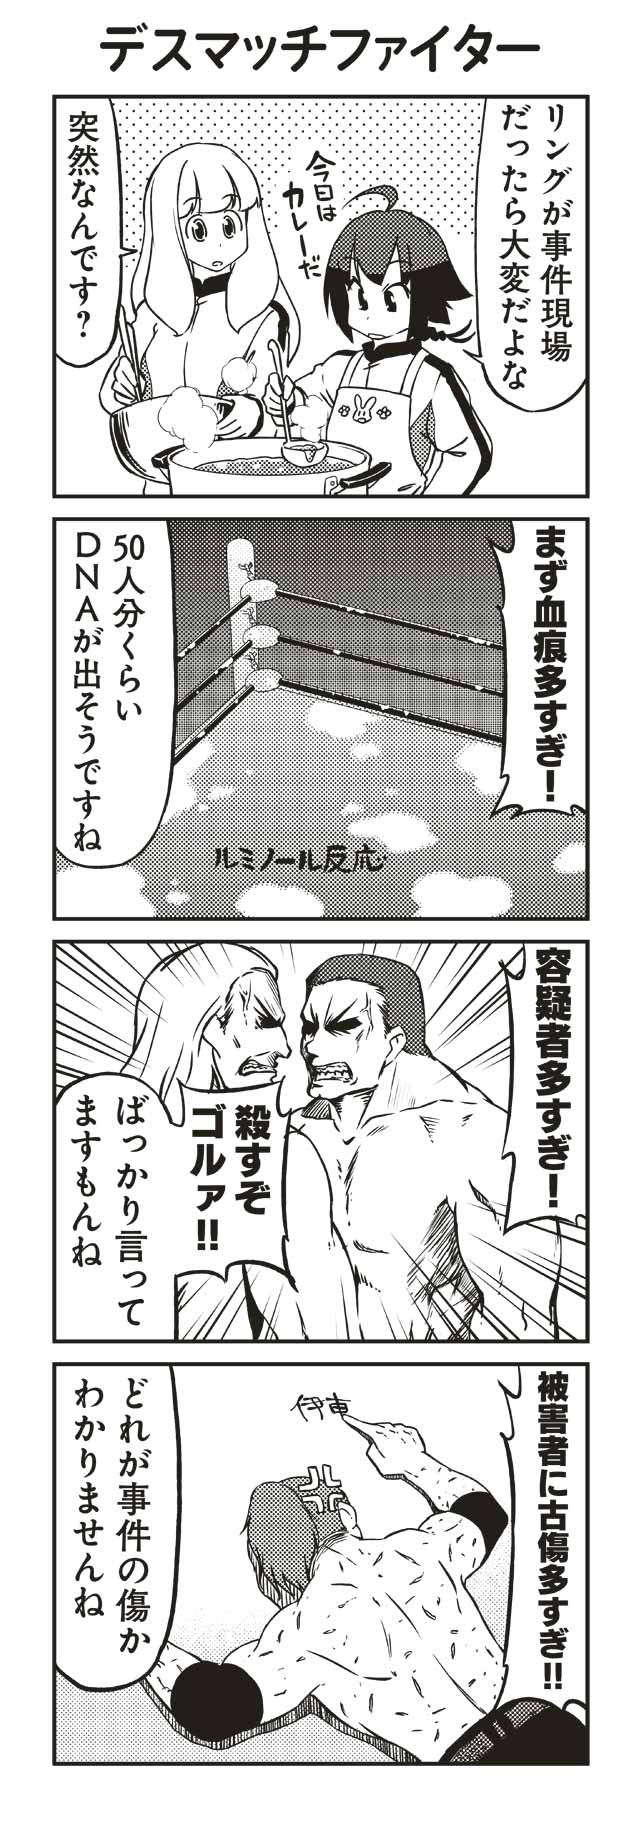 デスマッチファイター
リングが事件現場
だったら大変だよな
今日は
カレーだ
突然なんです?
まず血痕多すぎ!
50人分くらい
DNAが出そうですね
ルミノール反応
容疑者多すぎ!
殺すぞ
ゴルァ!!
ばっかり言って
ますもんね
被害者に古傷多すぎ!!
伊東
どれが事件の傷か
わかりませんね